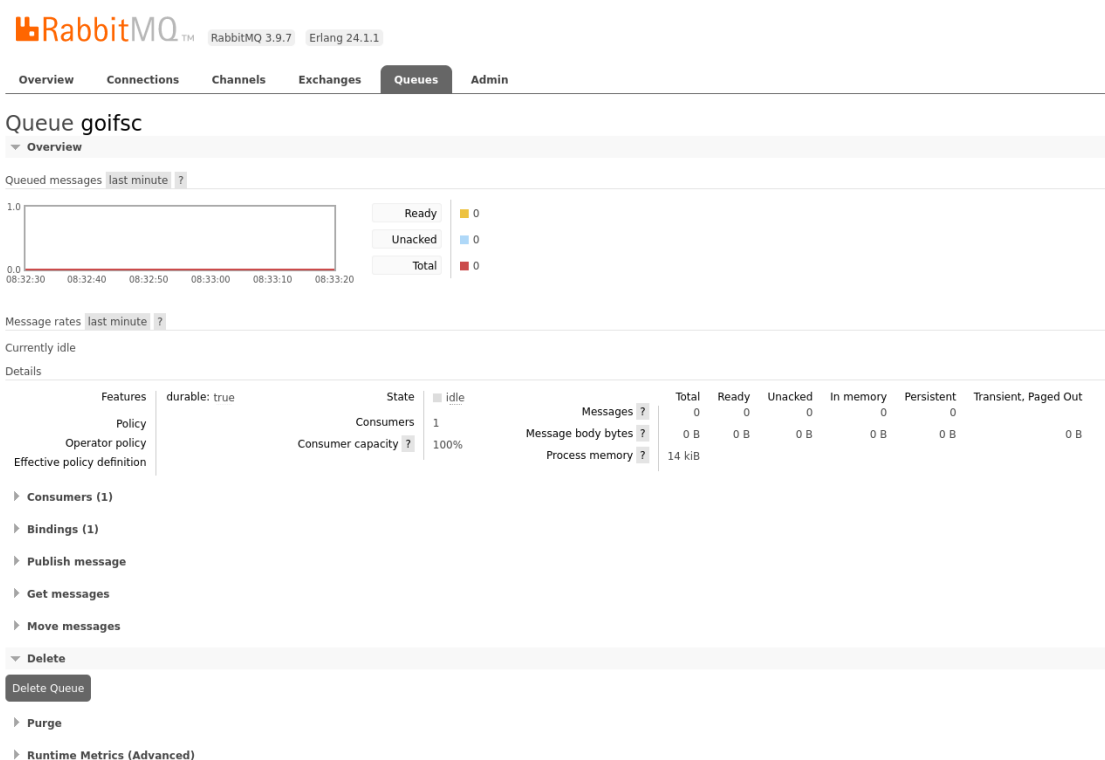 RabbitMQ TM RabbitMQ 3.9.7 Erlang 24.1.1
Overview Connections Channels Exchanges Queues Admin
Queue goifsc
Overview
Queued messages last minute ?
1.0
0.0
08:32:30 08:32:40 08:32:50 08:33:00 08:33:10 08:33:20
Ready 0
Unacked 0
Total 0
Message rates last minute ?
Currently idle
Details
Features durable: true
Policy
Operator policy
Effective policy definition
State idle
Consumers 1
Consumer capacity ? 100%
Total Ready Unacked In memory Persistent Transient, Paged Out
Messages ? 0 0 0 0 0
Message body bytes ? 0 B 0 B 0 B 0 B 0 B 0 B
Process memory ? 14 kiB
Consumers (1)
Bindings (1)
Publish message
Get messages
Move messages
Delete
Delete Queue
Purge
Runtime Metrics (Advanced)